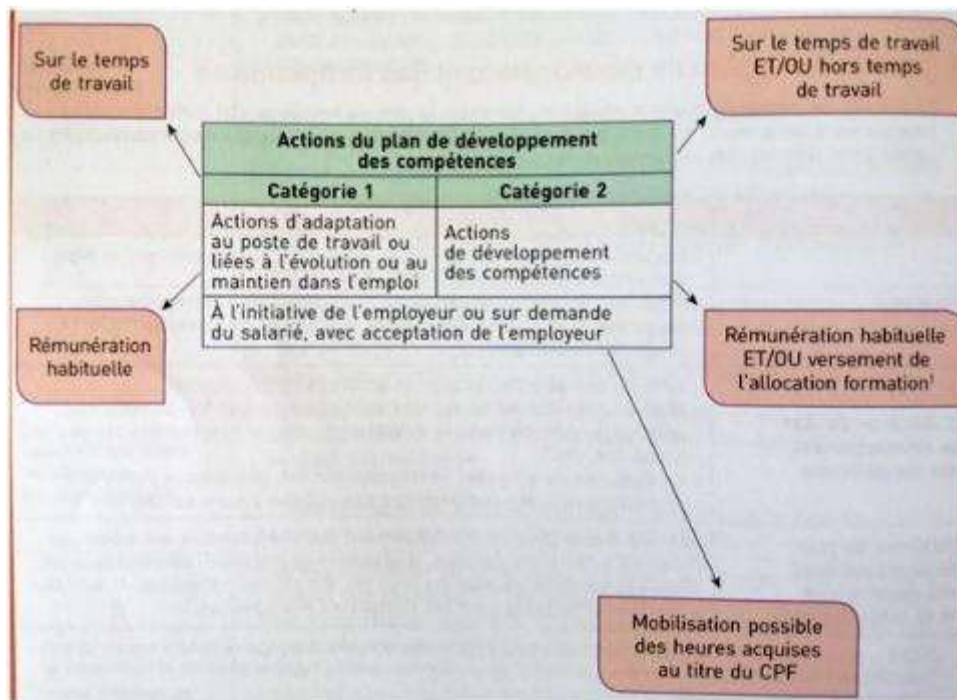 Sur le temps
de travail
Sur le temps de travail
ET/OU hors temps
de travail
Actions du plan de développement
des compétences
Catégorie 1
Catégorie 2
Actions d'adaptation
au poste de travail ou
liées à l'évolution ou au
maintien dans l'emploi
Actions
de développement
des compétences
À l'initiative de l'employeur ou sur demande
du salarié, avec acceptation de l'employeur
Rémunération
habituelle
Rémunération habituelle
ET/OU versement de
l'allocation formation¹
Mobilisation possible
des heures acquises
au titre du CPF